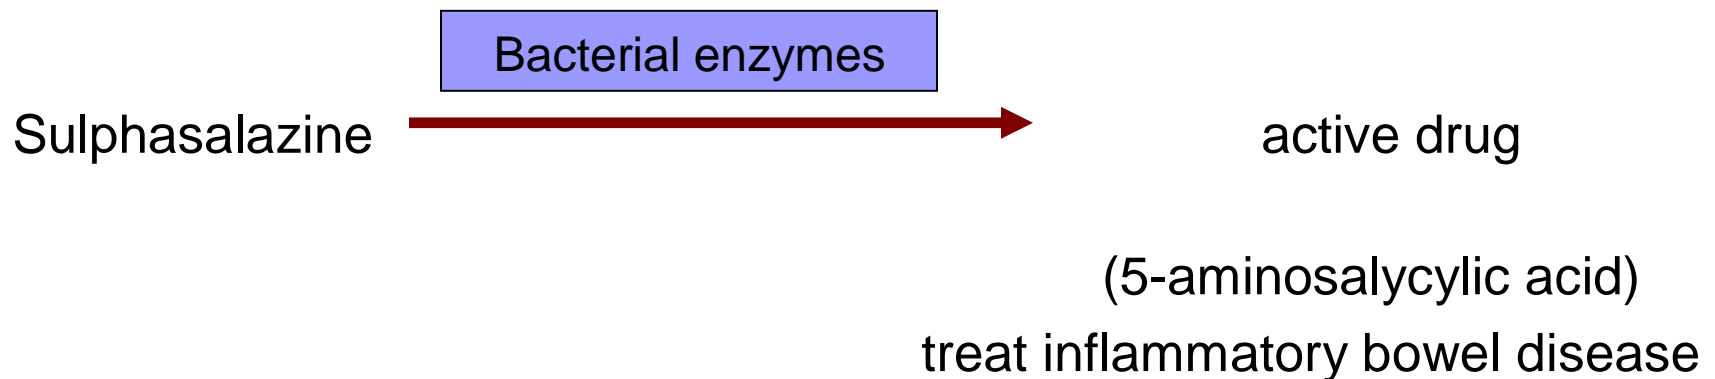 Bacterial enzymes
Sulphasalazine active drug
(5-aminosalycylic acid)
treat inflammatory bowel disease